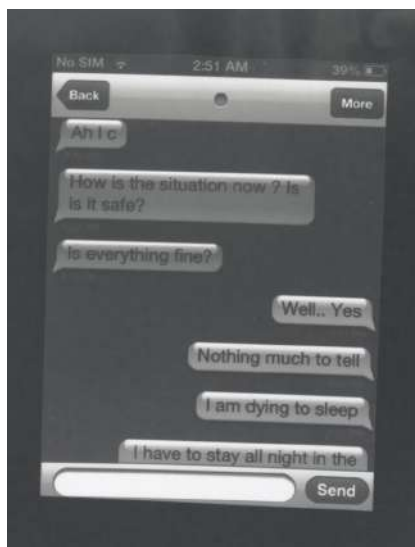 No SIM 2:51 AM 39%
Back More
Ah I c
How is the situation now ? Is
is it safe?
Is everything fine?
Well.. Yes
Nothing much to tell
I am dying to sleep
I have to stay all night in the
Send